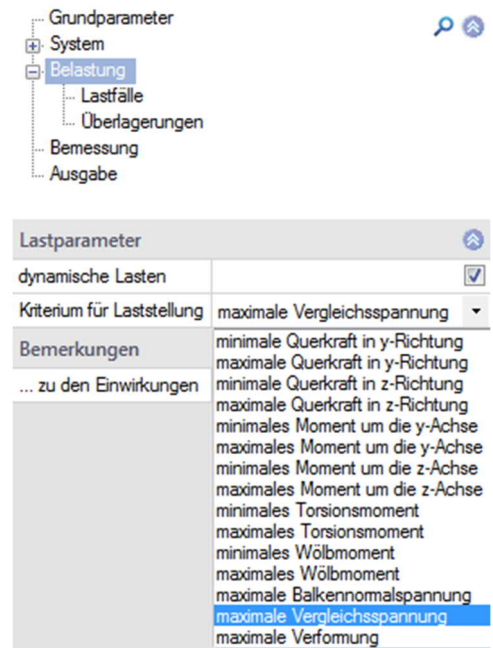 Grundparameter
System
Belastung
Lastfälle
Überlagerungen
Bemessung
Ausgabe
Lastparameter
dynamische Lasten
Kriterium für Laststellung maximale Vergleichsspannung
minimale Querkraft in y-Richtung
maximale Querkraft in y-Richtung
minimale Querkraft in z-Richtung
maximale Querkraft in z-Richtung
minimales Moment um die y-Achse
maximales Moment um die y-Achse
minimales Moment um die z-Achse
maximales Moment um die z-Achse
minimales Torsionsmoment
maximales Torsionsmoment
minimales Wölbmoment
maximales Wölbmoment
maximale Balkennormalspannung
maximale Vergleichsspannung
maximale Verformung
Bemerkungen
... zu den Einwirkungen